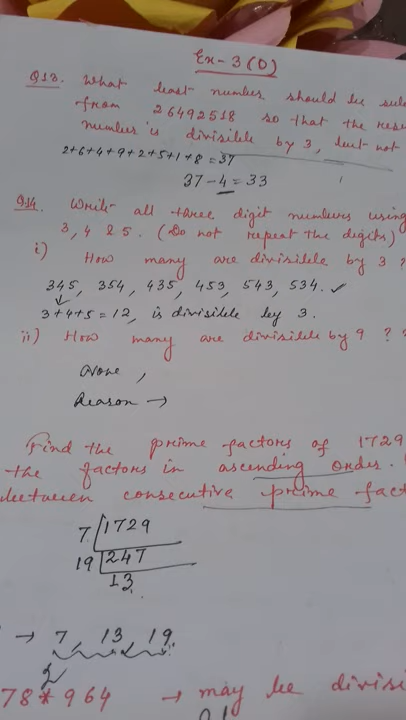 Ex-3(D)
Q13. What least number should be
from 26492518 so that the
number is divisible by 3, but not
2+6+4+9+2+5+1+8 = 37
37-4 = 33
Q14. Write all three digit numbers using
3, 4 & 5. (Do not repeat the digits)
i) How many are divisible by 3 ?
345, 354, 435, 453, 543, 534. ✓
3+4+5 = 12, is divisible by 3.
ii) How many are divisible by 9 ?
None,
Reason →
Find the prime factors of 1729
the factors in ascending order.
between consecutive prime
7 1729
19 247
13
→ 7, 13, 19
78*964 → may be